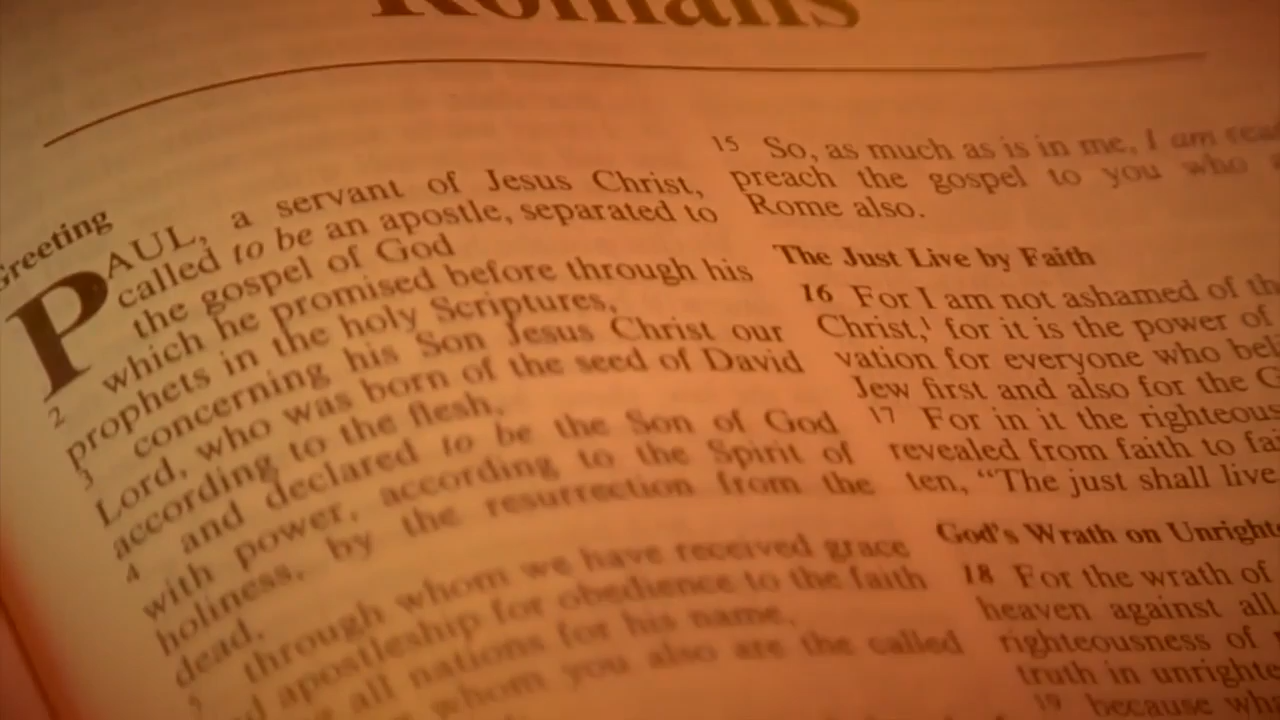 Romans
Greeting
PAUL, a servant of Jesus Christ,
called to be an apostle, separated to
the gospel of God
which he promised before through his
2 prophets in the holy Scriptures,
concerning his Son Jesus Christ our
3 Lord, who was born of the seed of David
according to the flesh,
and declared to be the Son of God
4 with power, according to the Spirit of
holiness, by the resurrection from the
dead.
5 through whom we have received grace
apostleship for obedience to the faith
all nations for his name,
whom you also are the called
15 So, as much as is in me, I am
preach the gospel to you who
Rome also.
The Just Live by Faith
16 For I am not ashamed of
Christ,¹ for it is the power of
vation for everyone who
Jew first and also for the
17 For in it the
revealed from faith to
ten, “The just shall live
God's Wrath on
18 For the wrath of
heaven against all
righteousness of
truth in
19 because